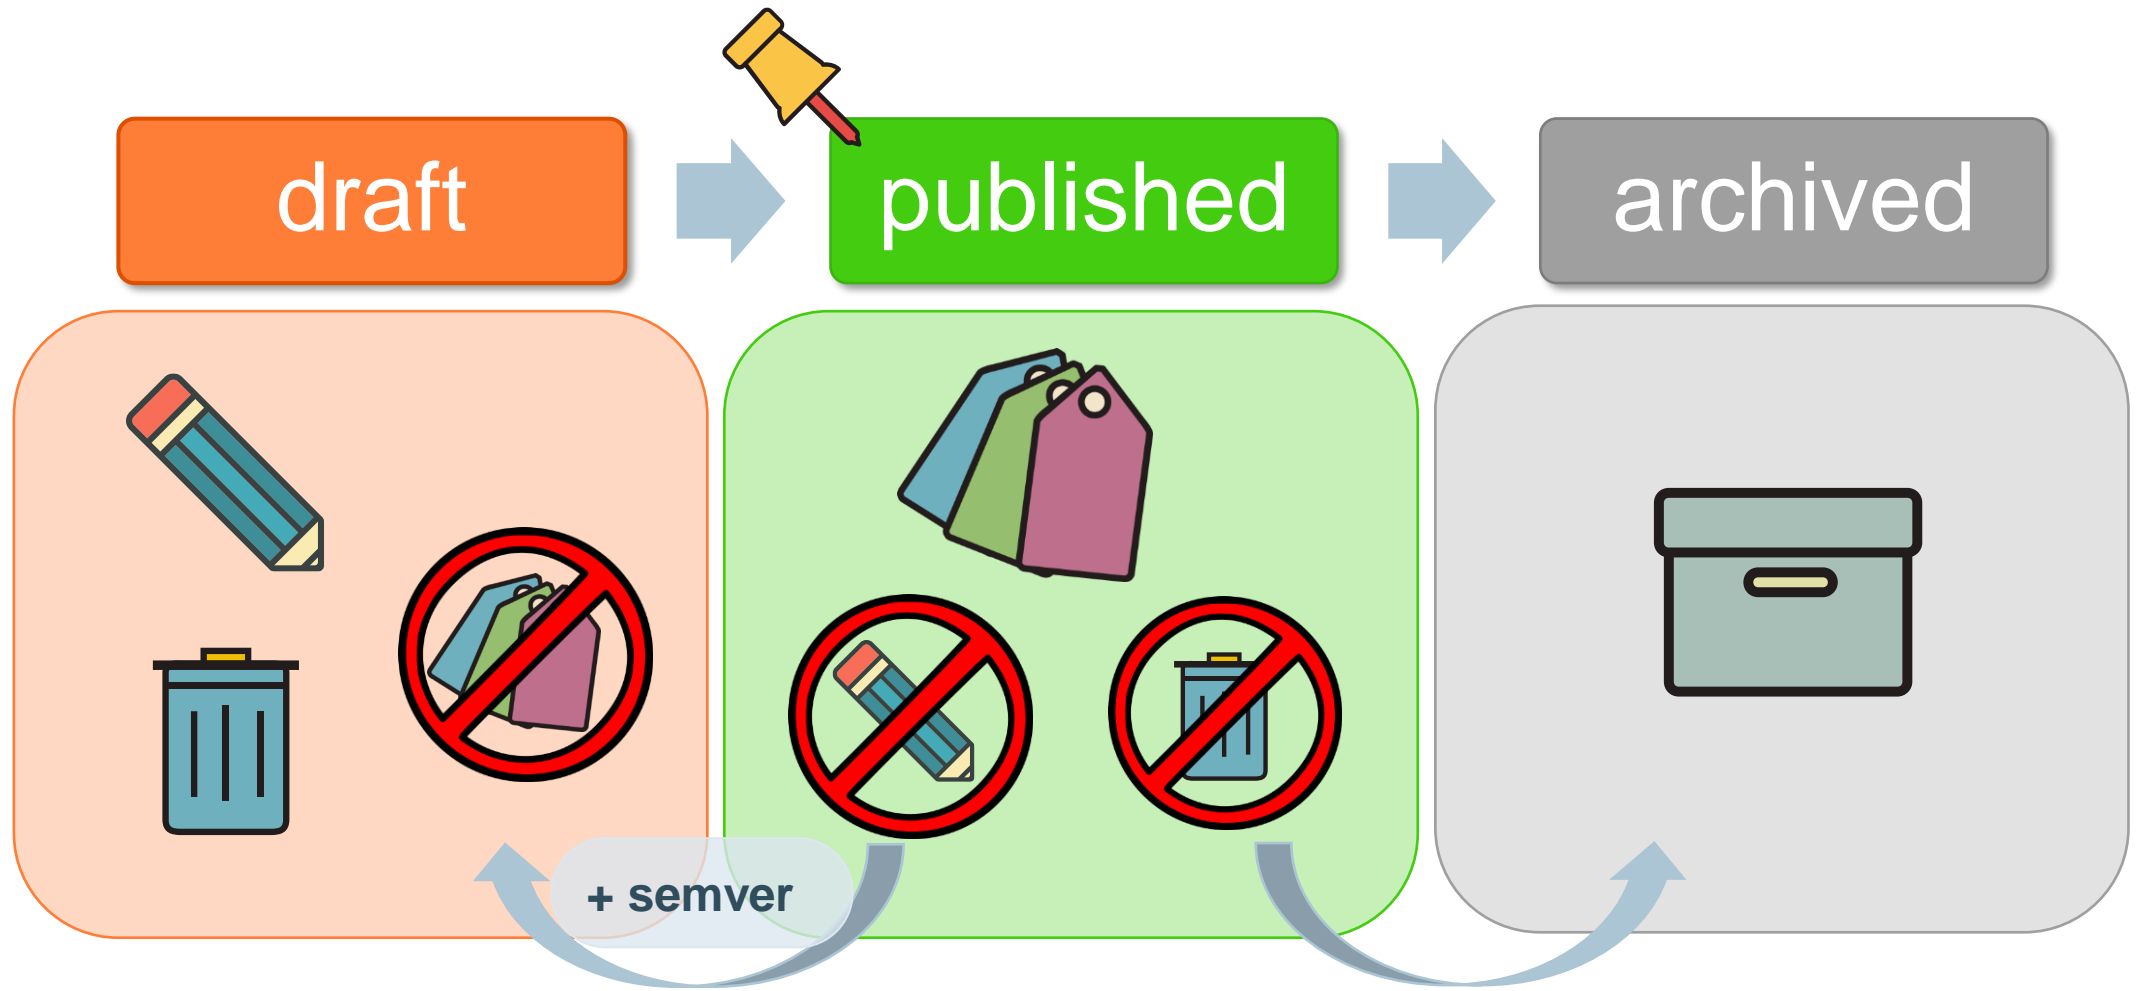 draft
published
archived
+ semver